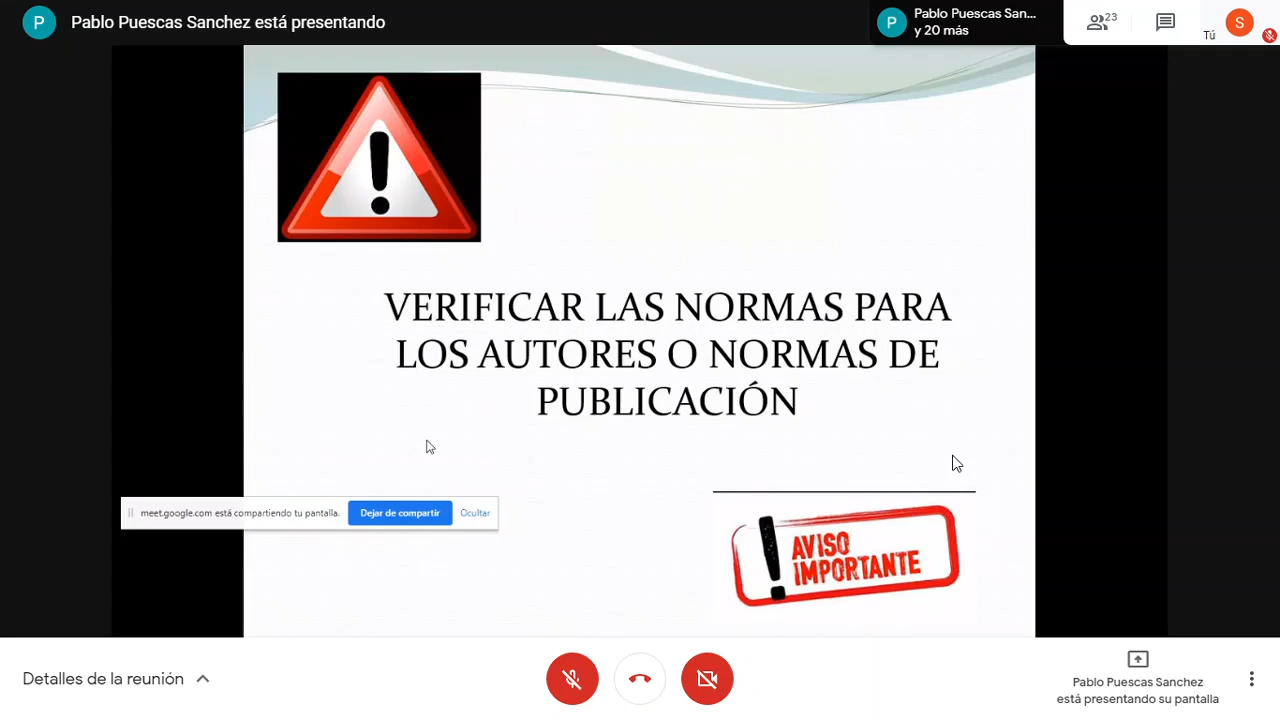 P Pablo Puescas Sanchez está presentando
P Pablo Puescas San...
y 20 más
23
Tú
S
VERIFICAR LAS NORMAS PARA
LOS AUTORES O NORMAS DE
PUBLICACIÓN
meet.google.com está compartiendo tu pantalla. Dejar de compartir Ocultar
! AVISO
IMPORTANTE
Detalles de la reunión
Pablo Puescas Sanchez
está presentando su pantalla